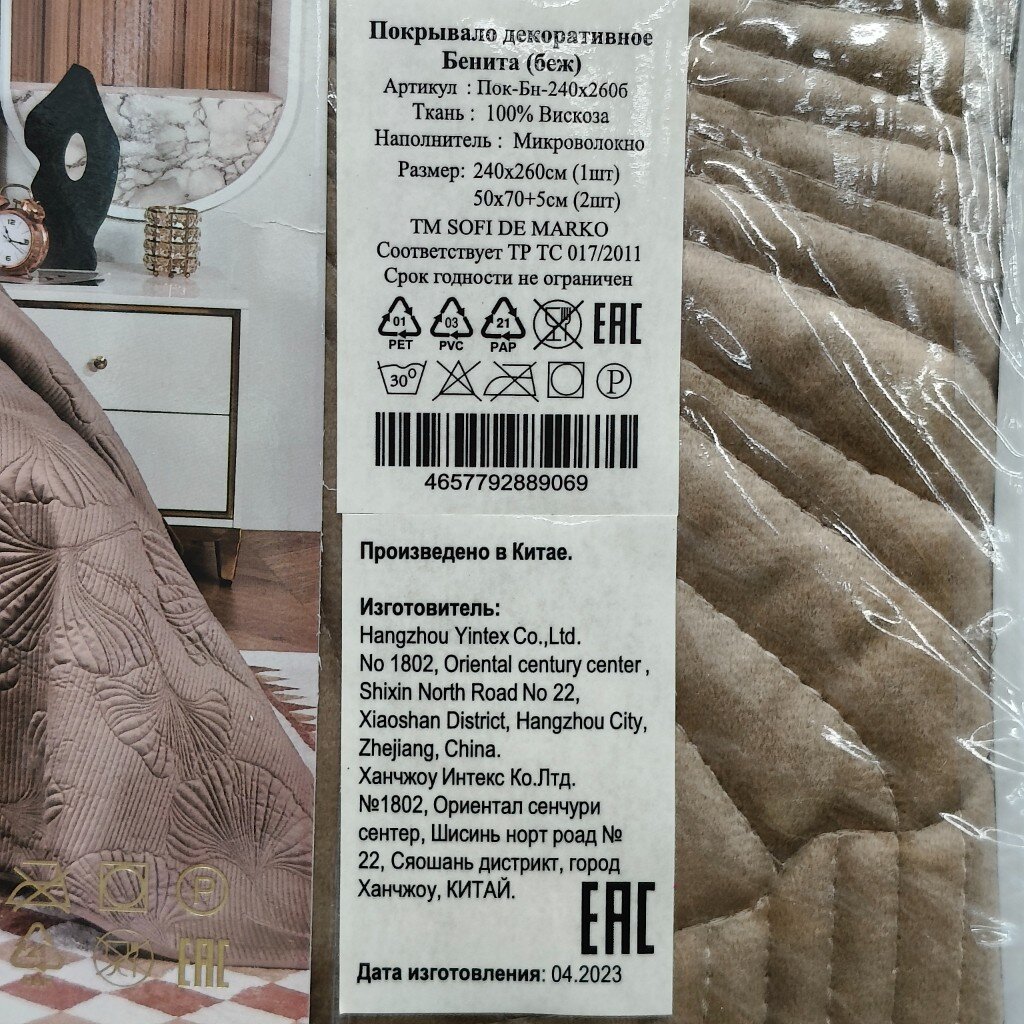 Покрывало декоративное
Бенита (беж)
Артикул : Пок-Бн-240х260б
Ткань : 100% Вискоза
Наполнитель : Микроволокно
Размер: 240х260см (1шт)
50х70+5см (2шт)
ТМ SOFI DE MARKO
Соответствует ТР ТС 017/2011
Срок годности не ограничен
01 03 21 EAC
PET PVC PAP
30° P
4657792889069
Произведено в Китае.
Изготовитель:
Hangzhou Yintex Co.,Ltd.
No 1802, Oriental century center ,
Shixin North Road No 22,
Xiaoshan District, Hangzhou City,
Zhejiang, China.
Ханчжоу Интекс Ко.Лтд.
№1802, Ориентал сенчури
сентер, Шисинь норт роад №
22, Сяошань дистрикт, город
Ханчжоу, КИТАЙ.
EAC
Дата изготовления: 04.2023
P
EAC